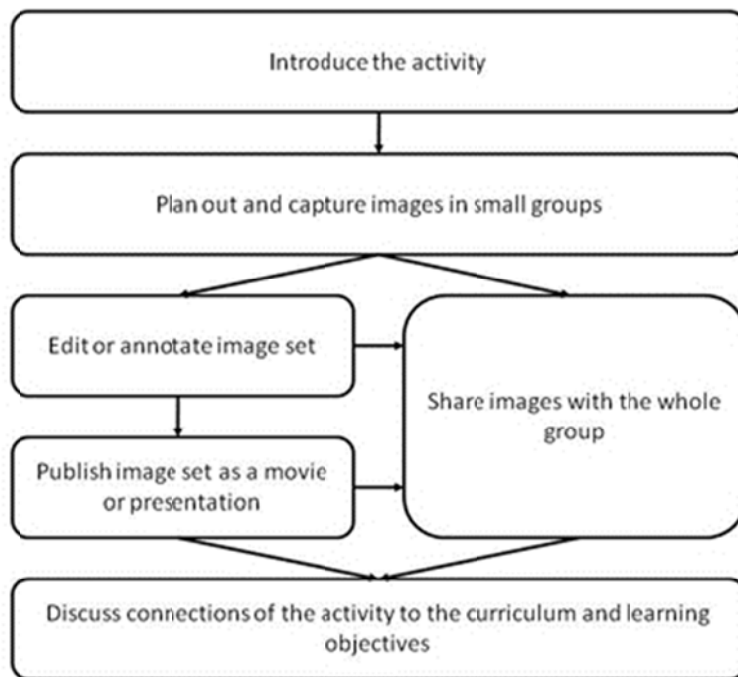 Introduce the activity
Plan out and capture images in small groups
Edit or annotate image set
Share images with the whole
group
Publish image set as a movie
or presentation
Discuss connections of the activity to the curriculum and learning
objectives